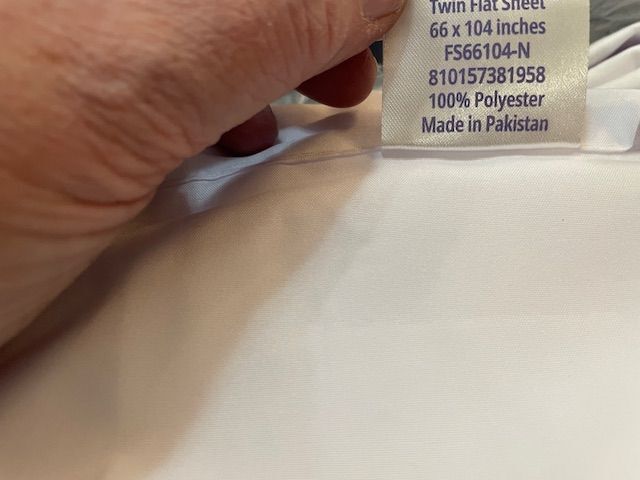 Twin Flat Sheet
66 x 104 inches
FS66104-N
810157381958
100% Polyester
Made in Pakistan